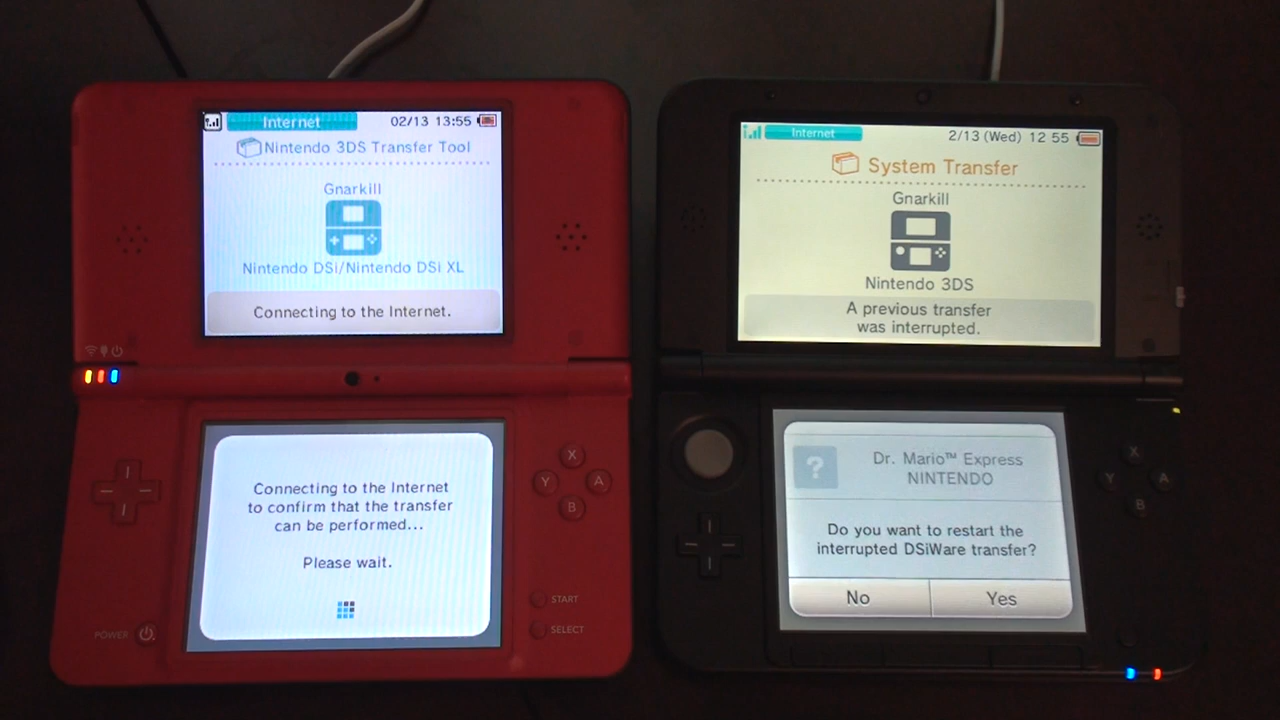 Internet
02/13 13:55
Nintendo 3DS Transfer Tool
Gnarkill
Nintendo DSi/Nintendo DSi XL
Connecting to the Internet.
Connecting to the Internet
to confirm that the transfer
can be performed...
Please wait.
X
Y
A
B
START
SELECT
POWER
Internet
2/13 (Wed) 12 55
System Transfer
Gnarkill
Nintendo 3DS
A previous transfer
was interrupted.
?
Dr. Mario™ Express
NINTENDO
Do you want to restart the
interrupted DSiWare transfer?
No
Yes
X
Y
A
B